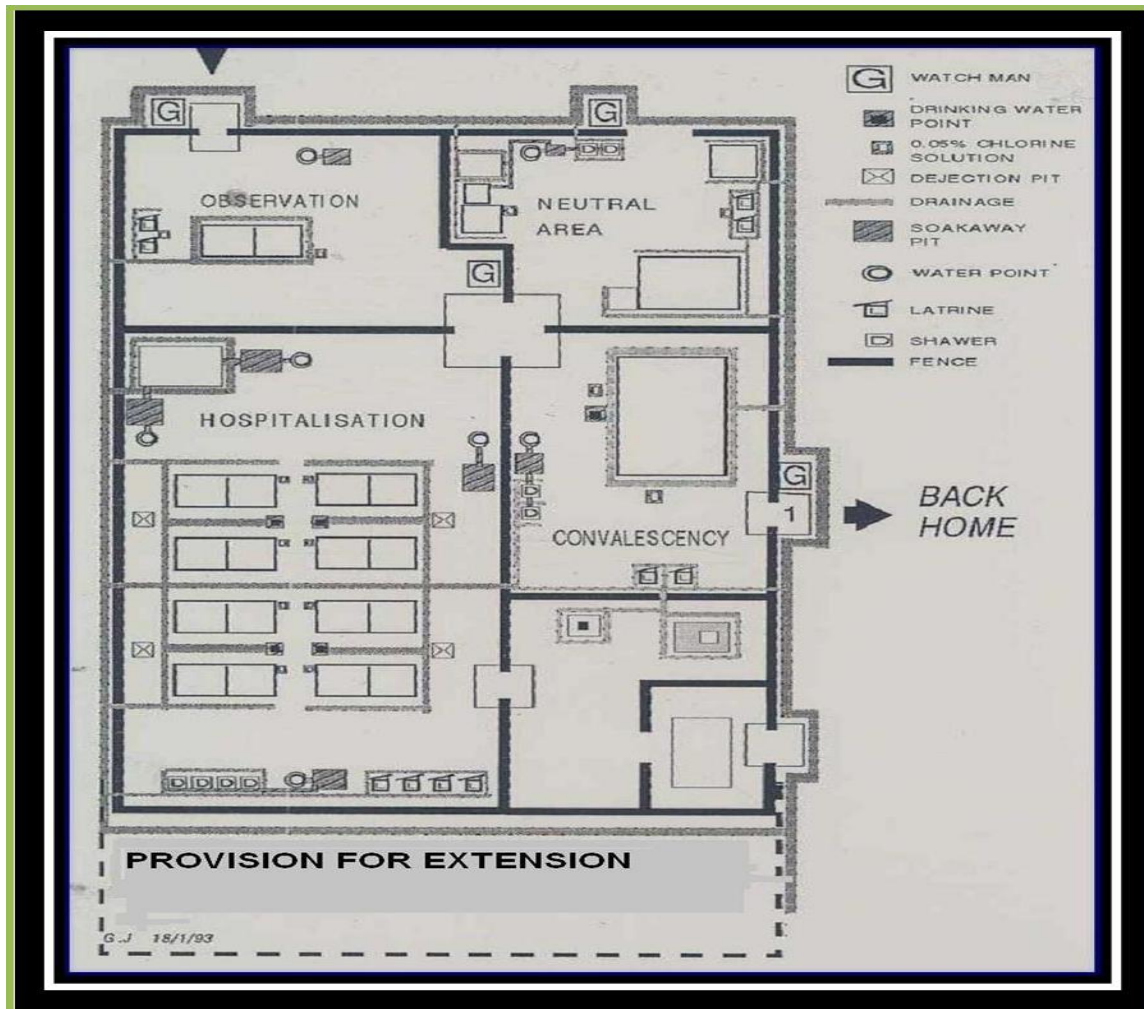 G
G
OBSERVATION
NEUTRAL
AREA
G
HOSPITALISATION
CONVALESCENCY
G
1
BACK
HOME
G WATCH MAN
DRINKING WATER
POINT
0.05% CHLORINE
SOLUTION
DEJECTION PIT
DRAINAGE
SOAKAWAY
PIT
WATER POINT
LATRINE
SHAWER
FENCE
PROVISION FOR EXTENSION
G.J 18/1/93